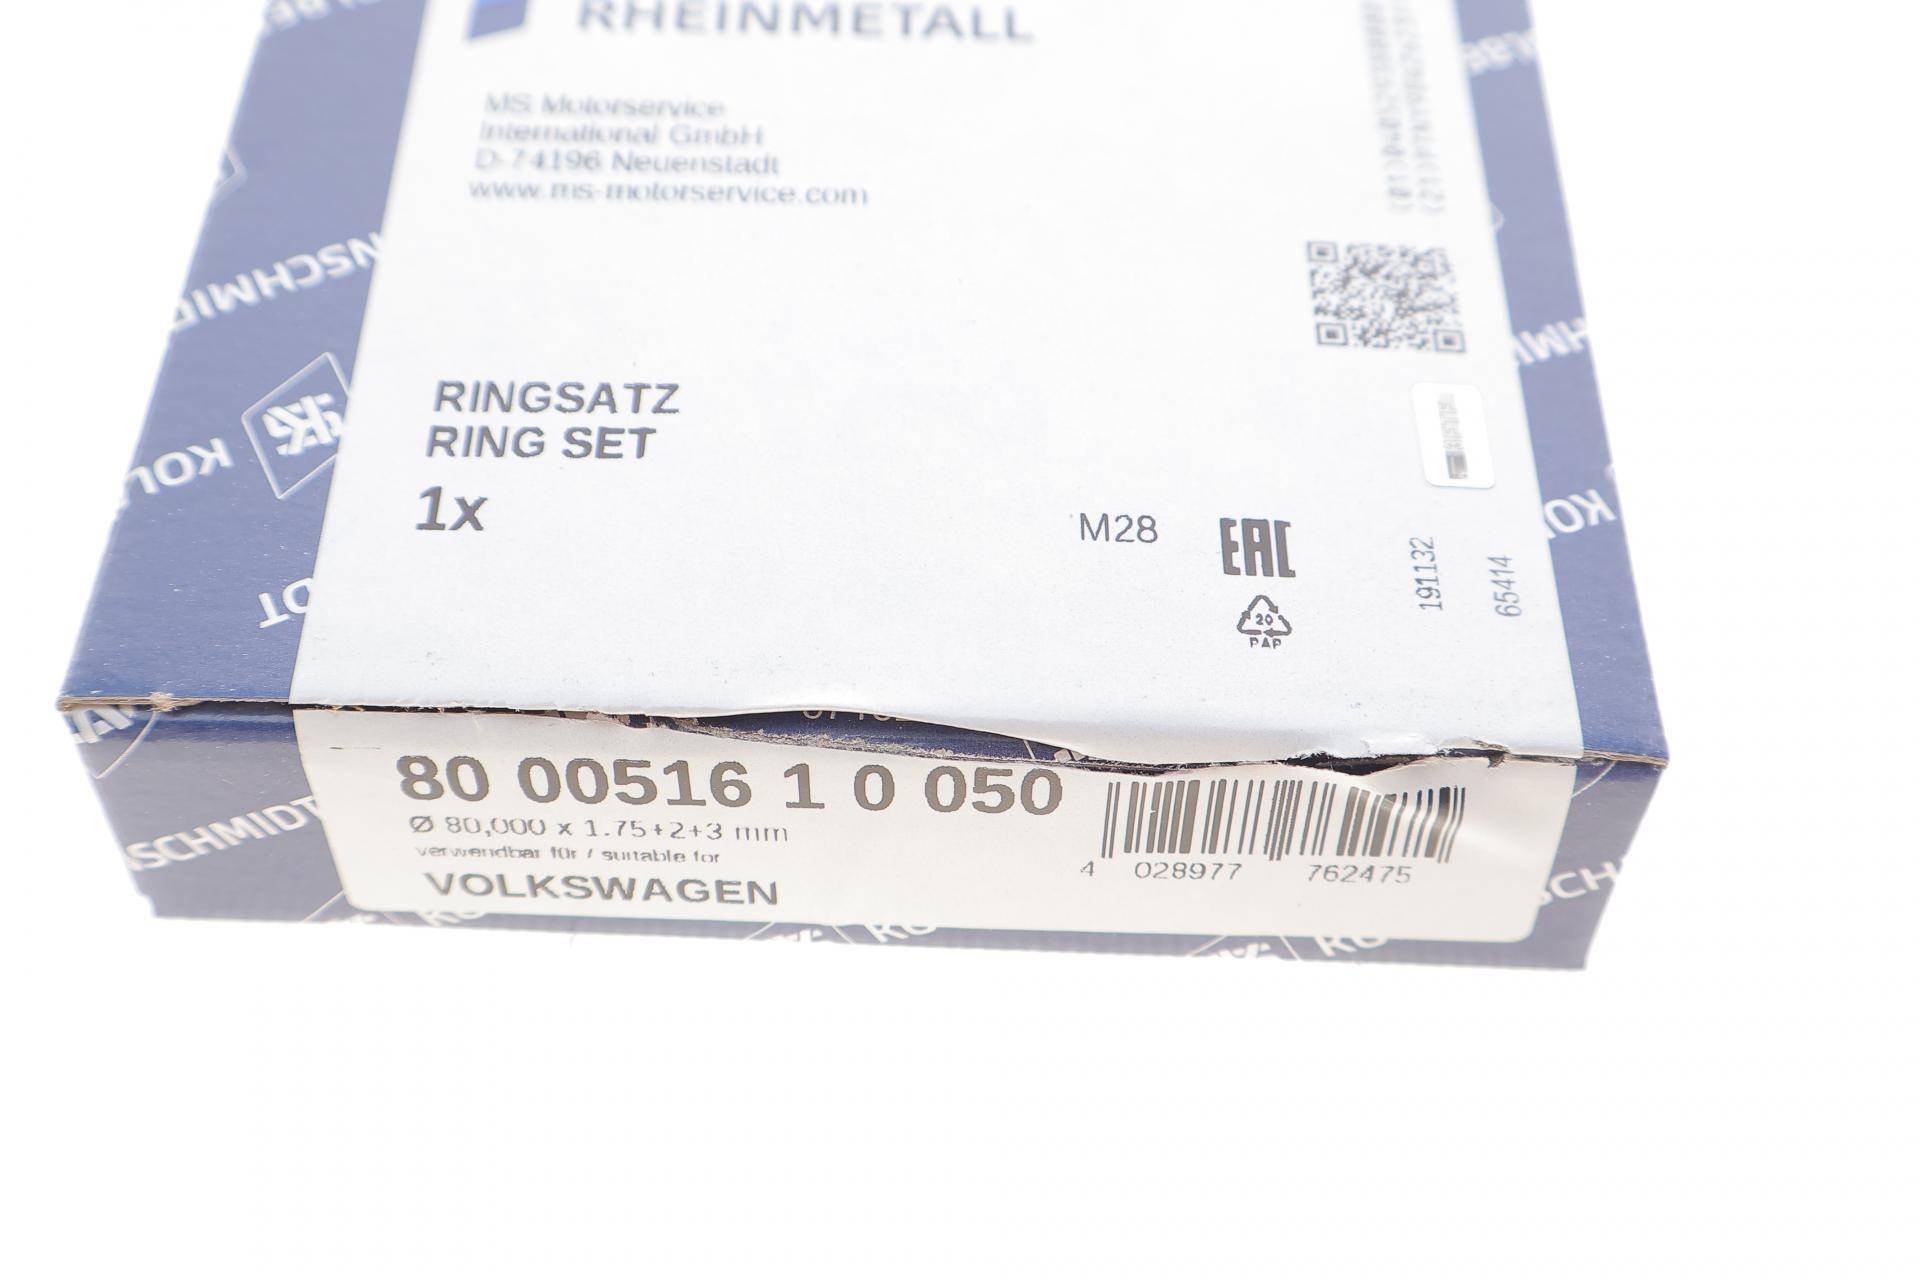 RHEINMETALL
MS Motorservice
International GmbH
D-74196 Neuenstadt
www.ms-motorservice.com
RINGSATZ
RING SET
1x
M28
EAC
20
PAP
191132
65414
80 00516 1 0 050
Ø 80,000 x 1.75+2+3 mm
verwendbar für / suitable for
VOLKSWAGEN
4 028977 762475